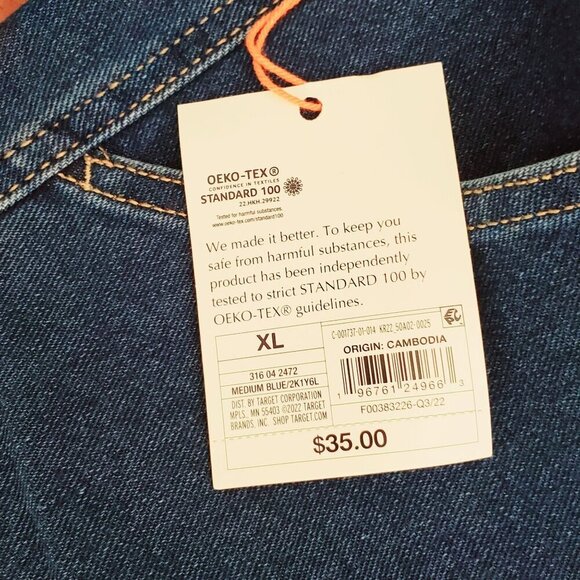 OEKO-TEX®
CONFIDENCE IN TEXTILES
STANDARD 100
22.HKH.29922
Tested for harmful substances
www.oeko-tex.com/standard100
We made it better. To keep you
safe from harmful substances, this
product has been independently
tested to strict STANDARD 100 by
OEKO-TEX® guidelines.
XL
316 04 2472
MEDIUM BLUE/2K1Y6L
DIST. BY TARGET CORPORATION
MPLS, MN 55403 ©2022 TARGET
BRANDS, INC. SHOP TARGET.COM
C-001737-01-014 KR22_50A02-0025
ORIGIN: CAMBODIA
1 96761 24966 3
F00383226-Q3/22
$35.00